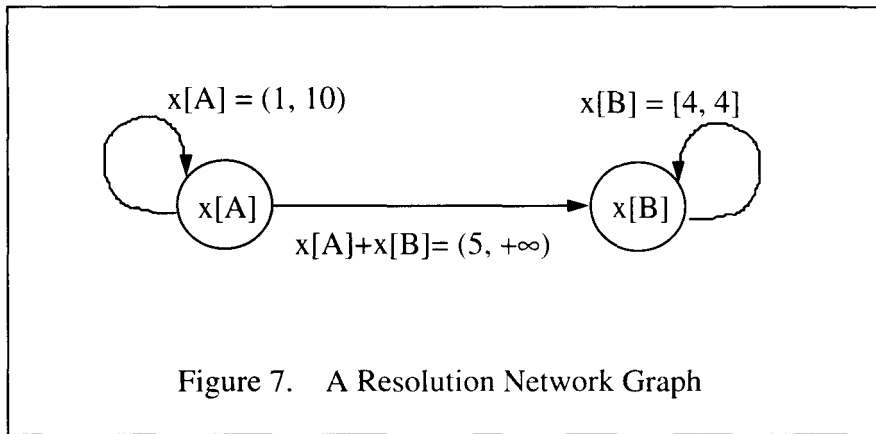 x[A] = (1, 10)
x[B] = [4, 4]
x[A]
x[B]
x[A]+x[B]= (5, +∞)
Figure 7. A Resolution Network Graph